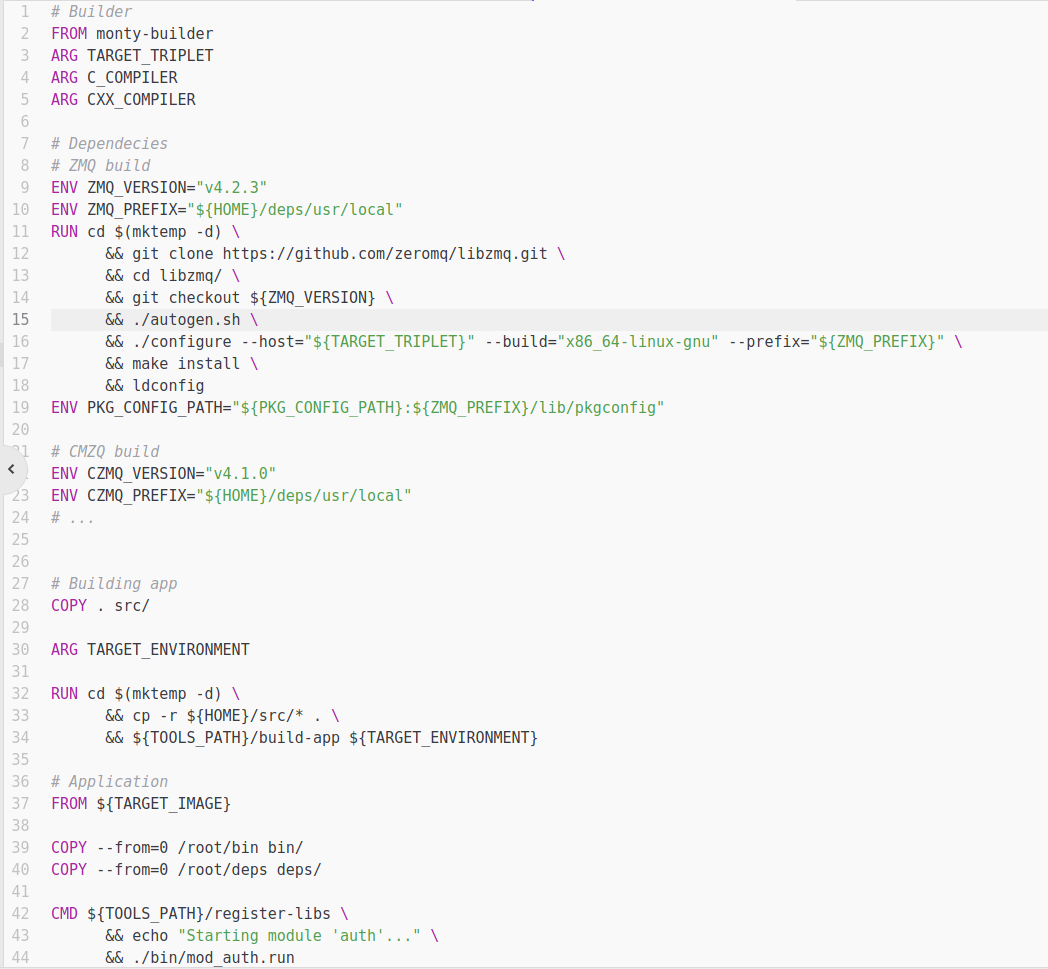 1 # Builder
2 FROM monty-builder
3 ARG TARGET_TRIPLET
4 ARG C_COMPILER
5 ARG CXX_COMPILER
6
7 # Dependecies
8 # ZMQ build
9 ENV ZMQ_VERSION="v4.2.3"
10 ENV ZMQ_PREFIX="${HOME}/deps/usr/local"
11 RUN cd $(mktemp -d) \
12 && git clone https://github.com/zeromq/libzmq.git \
13 && cd libzmq/ \
14 && git checkout ${ZMQ_VERSION} \
15 && ./autogen.sh \
16 && ./configure --host="${TARGET_TRIPLET}" --build="x86_64-linux-gnu" --prefix="${ZMQ_PREFIX}" \
17 && make install \
18 && ldconfig
19 ENV PKG_CONFIG_PATH="${PKG_CONFIG_PATH}:${ZMQ_PREFIX}/lib/pkgconfig"
20
21 # CMZQ build
ENV CZMQ_VERSION="v4.1.0"
23 ENV CZMQ_PREFIX="${HOME}/deps/usr/local"
24 # ...
25
26
27 # Building app
28 COPY . src/
29
30 ARG TARGET_ENVIRONMENT
31
32 RUN cd $(mktemp -d) \
33 && cp -r ${HOME}/src/* . \
34 && ${TOOLS_PATH}/build-app ${TARGET_ENVIRONMENT}
35
36 # Application
37 FROM ${TARGET_IMAGE}
38
39 COPY --from=0 /root/bin bin/
40 COPY --from=0 /root/deps deps/
41
42 CMD ${TOOLS_PATH}/register-libs \
43 && echo "Starting module 'auth'..." \
44 && ./bin/mod_auth.run